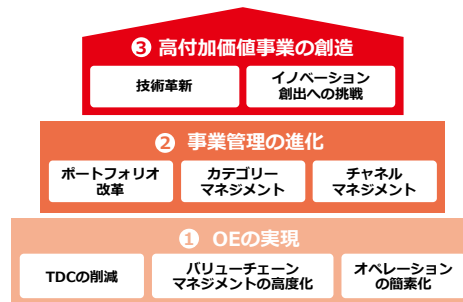 ❸ 高付加価値事業の創造
技術革新
イノベーション
創出への挑戦
❷ 事業管理の進化
ポートフォリオ
改革
カテゴリー
マネジメント
チャネル
マネジメント
❶ OEの実現
TDCの削減
バリューチェーン
マネジメントの高度化
オペレーション
の簡素化